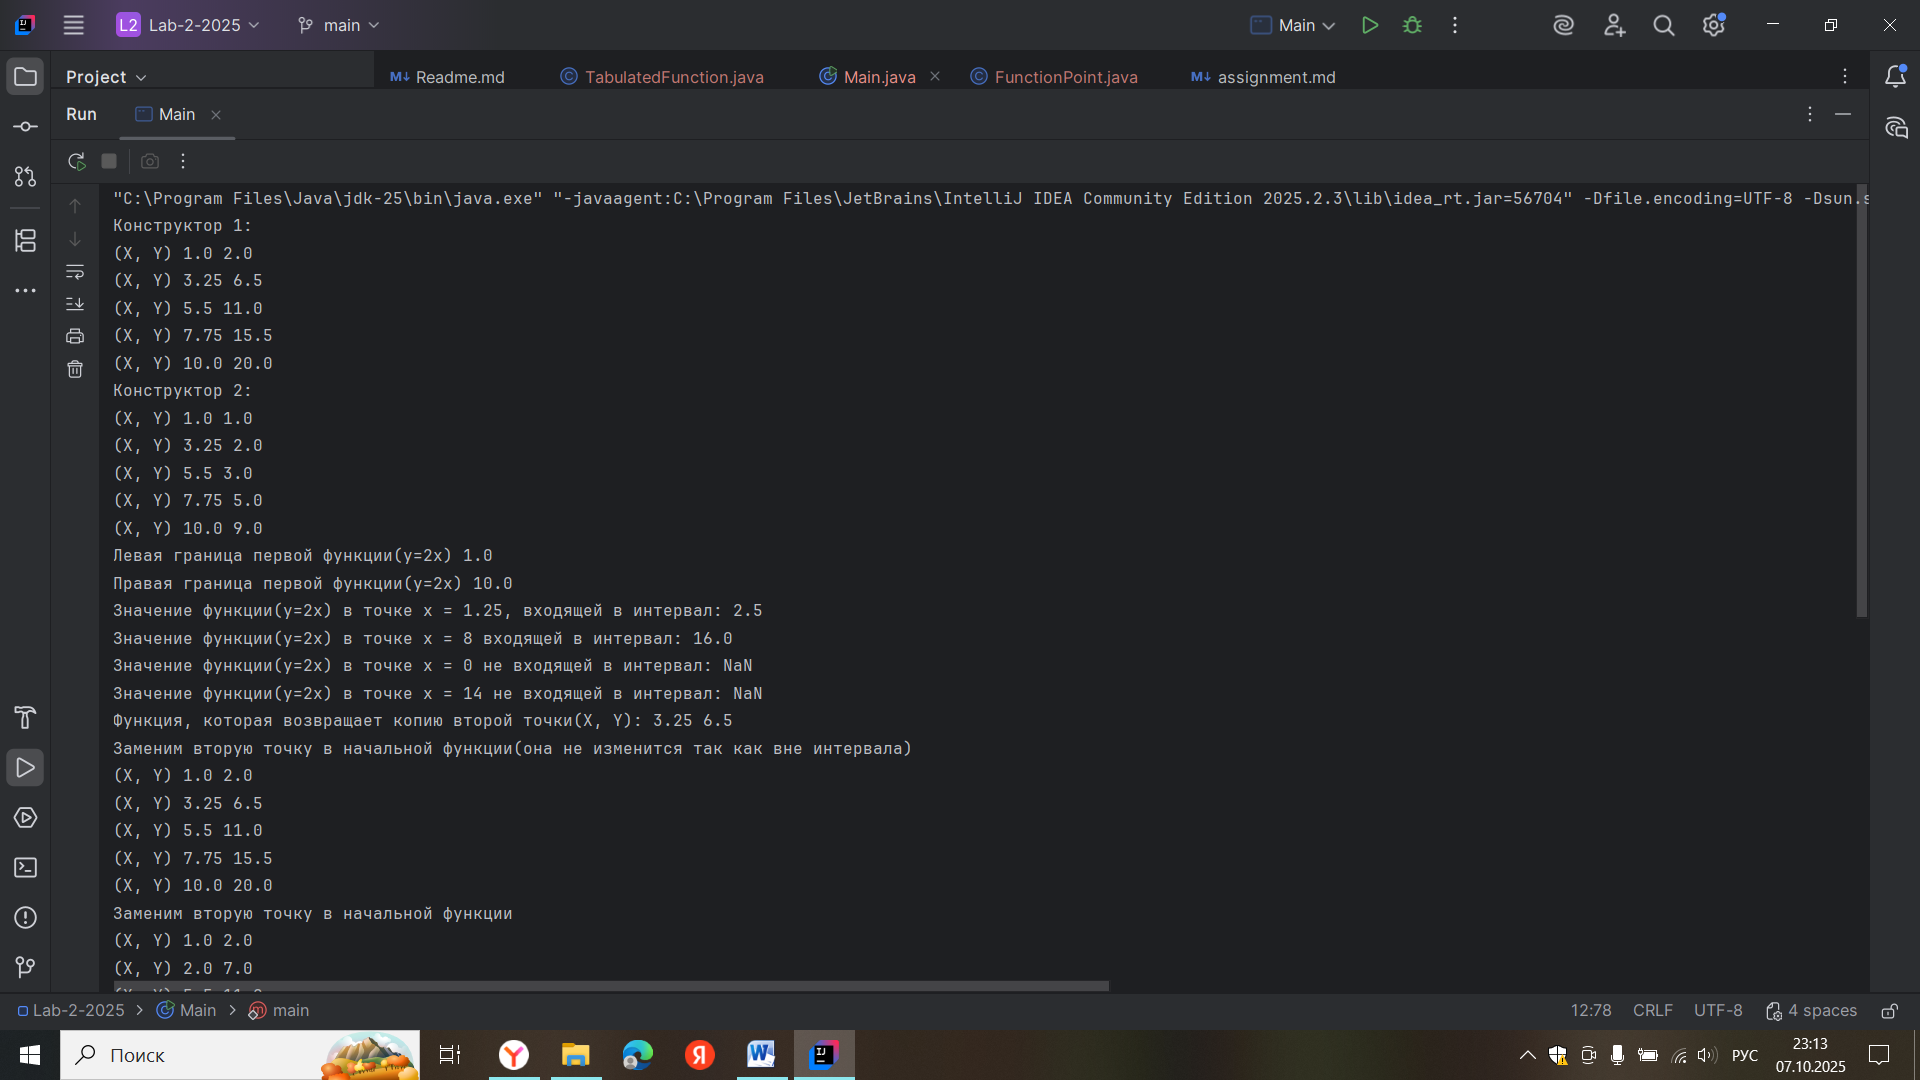 L2 Lab-2-2025 main Main
Project Readme.md TabulatedFunction.java Main.java FunctionPoint.java assignment.md
Run Main
"C:\Program Files\Java\jdk-25\bin\java.exe" "-javaagent:C:\Program Files\JetBrains\IntelliJ IDEA Community Edition 2025.2.3\lib\idea_rt.jar=56704" -Dfile.encoding=UTF-8 -Dsun.s
Конструктор 1:
(X, Y) 1.0 2.0
(X, Y) 3.25 6.5
(X, Y) 5.5 11.0
(X, Y) 7.75 15.5
(X, Y) 10.0 20.0
Конструктор 2:
(X, Y) 1.0 1.0
(X, Y) 3.25 2.0
(X, Y) 5.5 3.0
(X, Y) 7.75 5.0
(X, Y) 10.0 9.0
Левая граница первой функции(y=2x) 1.0
Правая граница первой функции(y=2x) 10.0
Значение функции(y=2x) в точке x = 1.25, входящей в интервал: 2.5
Значение функции(y=2x) в точке x = 8 входящей в интервал: 16.0
Значение функции(y=2x) в точке x = 0 не входящей в интервал: NaN
Значение функции(y=2x) в точке x = 14 не входящей в интервал: NaN
Функция, которая возвращает копию второй точки(X, Y): 3.25 6.5
Заменим вторую точку в начальной функции(она не изменится так как вне интервала)
(X, Y) 1.0 2.0
(X, Y) 3.25 6.5
(X, Y) 5.5 11.0
(X, Y) 7.75 15.5
(X, Y) 10.0 20.0
Заменим вторую точку в начальной функции
(X, Y) 1.0 2.0
(X, Y) 2.0 7.0
Lab-2-2025 Main main 12:78 CRLF UTF-8 4 spaces
Поиск РУС 23:13
07.10.2025